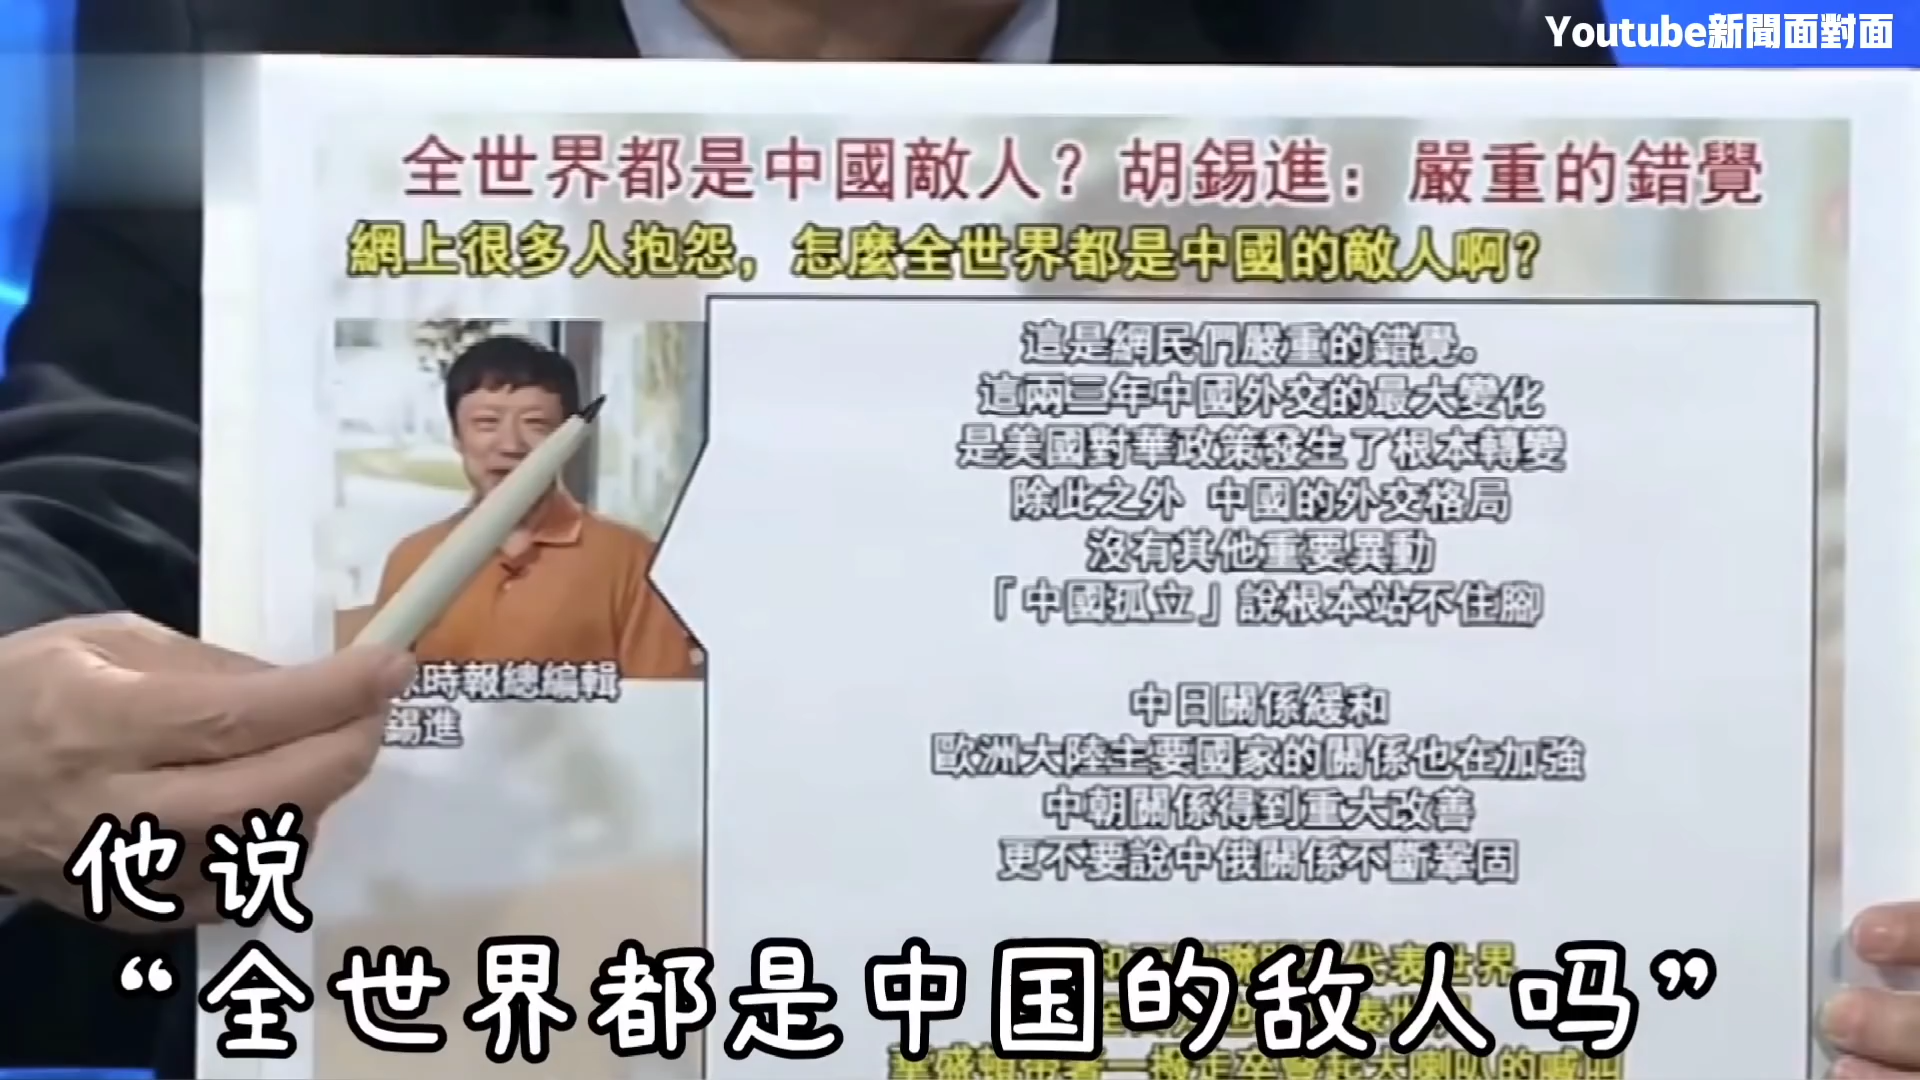 Youtube新聞面對面
全世界都是中國敵人？胡錫進：嚴重的錯覺
網上很多人抱怨，怎麼全世界都是中國的敵人啊？
這是網民們嚴重的錯覺。
這兩三年中國外交的最大變化
是美國對華政策發生了根本轉變
除此之外 中國的外交格局
沒有其他重要異動
「中國孤立」說根本站不住腳
中日關係緩和
歐洲大陸主要國家的關係也在加強
中朝關係得到重大改善
更不要說中俄關係不斷鞏固
時報總編輯
錫進
代表世界
他说
“全世界都是中国的敌人吗”